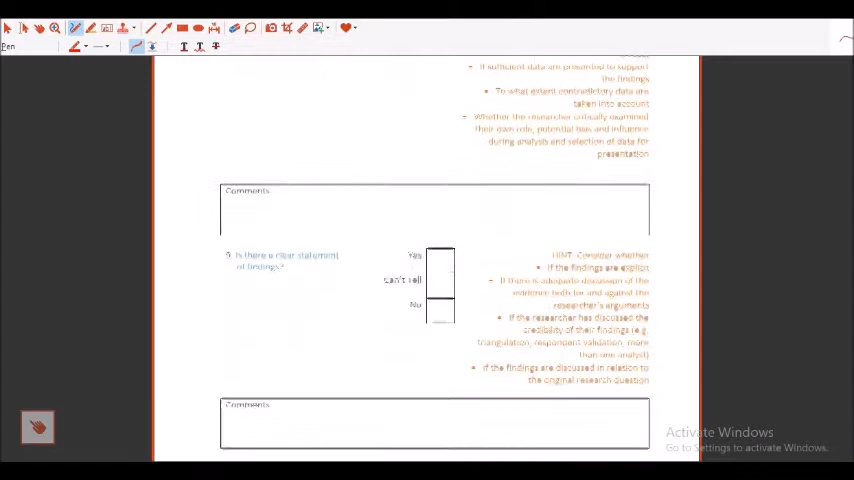 Pen
T T T
If sufficient data are presented to support
the findings
To what extent contradictory data are
taken into account
Whether the researcher critically examined
their own role, potential bias and influence
during analysis and selection of data for
presentation
Comments
9. Is there a clear statement
of findings?
Yes
Can't Tell
No
HINT: Consider whether
If the findings are explicit
If there is adequate discussion of the
evidence both for and against the
researcher's arguments
If the researcher has discussed the
credibility of their findings (e.g.
triangulation, respondent validation, more
than one analyst)
If the findings are discussed in relation to
the original research question
Comments
Activate Windows
Go to Settings to activate Windows.